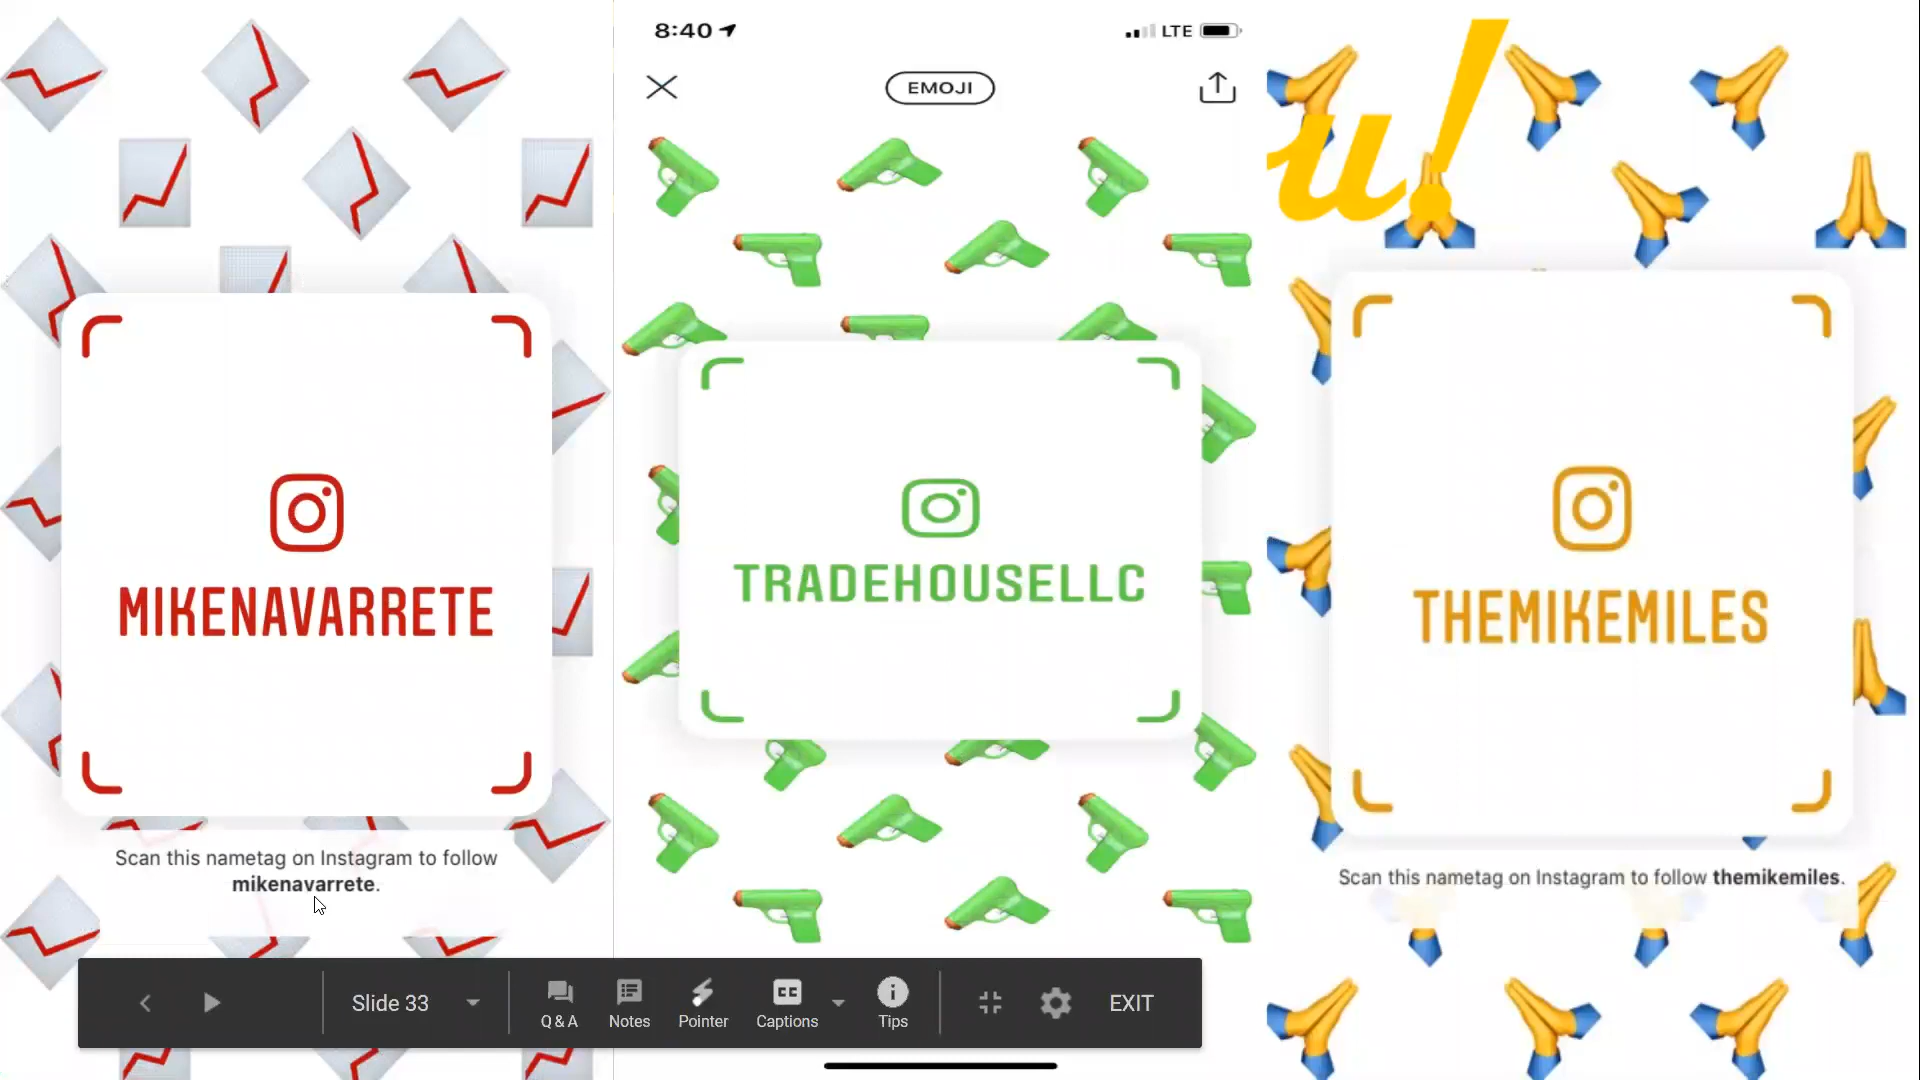 8:40
LTE
EMOJI
u!
MIKENAVARRETE
Scan this nametag on Instagram to follow
mikenavarrete.
TRADEHOUSELLC
THEMIKEMILES
Scan this nametag on Instagram to follow themikemiles.
Slide 33
Q & A
Notes
CC
Pointer
Captions
Tips
EXIT